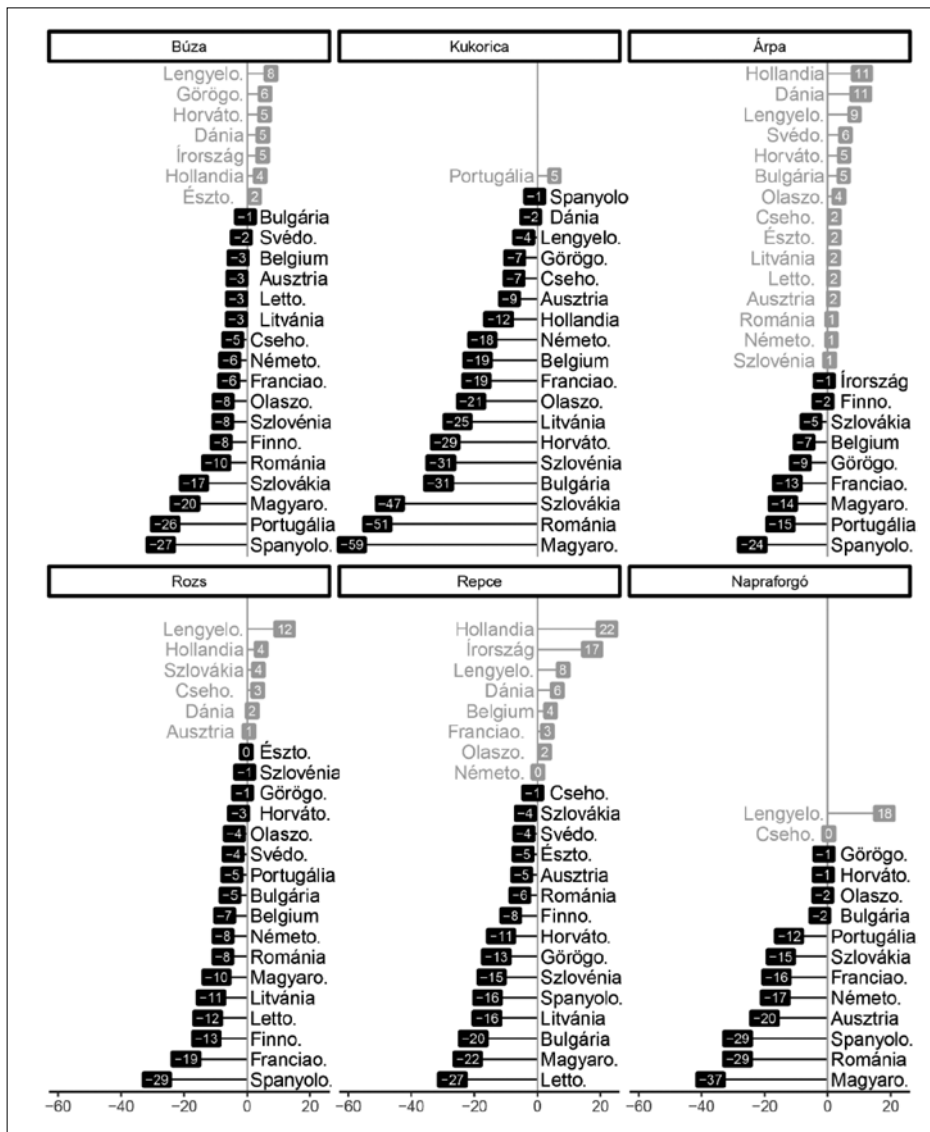 Búza
Lengyelo. 8
Görögo. 6
Horváto. 5
Dánia 5
Írország 5
Hollandia 4
Észto. 2
-1 Bulgária
-2 Svédo.
-3 Belgium
-3 Ausztria
-3 Letto.
-3 Litvánia
-5 Cseho.
-6 Németo.
-6 Franciao.
-8 Olaszo.
-8 Szlovénia
-8 Finno.
-10 Románia
-17 Szlovákia
-20 Magyaro.
-26 Portugália
-27 Spanyolo.
Kukorica
Portugália 5
-1 Spanyolo
-2 Dánia
-4 Lengyelo.
-7 Görögo.
-7 Cseho.
-9 Ausztria
-12 Hollandia
-18 Németo.
-19 Belgium
-19 Franciao.
-21 Olaszo.
-25 Litvánia
-29 Horváto.
-31 Szlovénia
-31 Bulgária
-47 Szlovákia
-51 Románia
-59 Magyaro.
Árpa
Hollandia 11
Dánia 11
Lengyelo. 9
Svédo. 6
Horváto. 5
Bulgária 5
Olaszo. 4
Cseho. 2
Észto. 2
Litvánia 2
Letto. 2
Ausztria 2
Románia 1
Németo. 1
Szlovénia 1
-1 Írország
-2 Finno.
-5 Szlovákia
-7 Belgium
-9 Görögo.
-13 Franciao.
-14 Magyaro.
-15 Portugália
-24 Spanyolo.
Rozs
Lengyelo. 12
Hollandia 4
Szlovákia 4
Cseho. 3
Dánia 2
Ausztria 1
0 Észto.
-1 Szlovénia
-1 Görögo.
-3 Horváto.
-4 Olaszo.
-4 Svédo.
-5 Portugália
-5 Bulgária
-7 Belgium
-8 Németo.
-8 Románia
-10 Magyaro.
-11 Litvánia
-12 Letto.
-13 Finno.
-19 Franciao.
-29 Spanyolo.
-60 -40 -20 0 20
Repce
Hollandia 22
Írország 17
Lengyelo. 8
Dánia 6
Belgium 4
Franciao. 3
Olaszo. 2
Németo. 0
-1 Cseho.
-4 Szlovákia
-4 Svédo.
-5 Észto.
-5 Ausztria
-6 Románia
-8 Finno.
-11 Horváto.
-13 Görögo.
-15 Szlovénia
-16 Spanyolo.
-16 Litvánia
-20 Bulgária
-22 Magyaro.
-27 Letto.
-60 -40 -20 0 20
Napraforgó
Lengyelo. 18
Cseho. 0
-1 Görögo.
-1 Horváto.
-2 Olaszo.
-2 Bulgária
-12 Portugália
-15 Szlovákia
-16 Franciao.
-17 Németo.
-20 Ausztria
-29 Spanyolo.
-29 Románia
-37 Magyaro.
-60 -40 -20 0 20